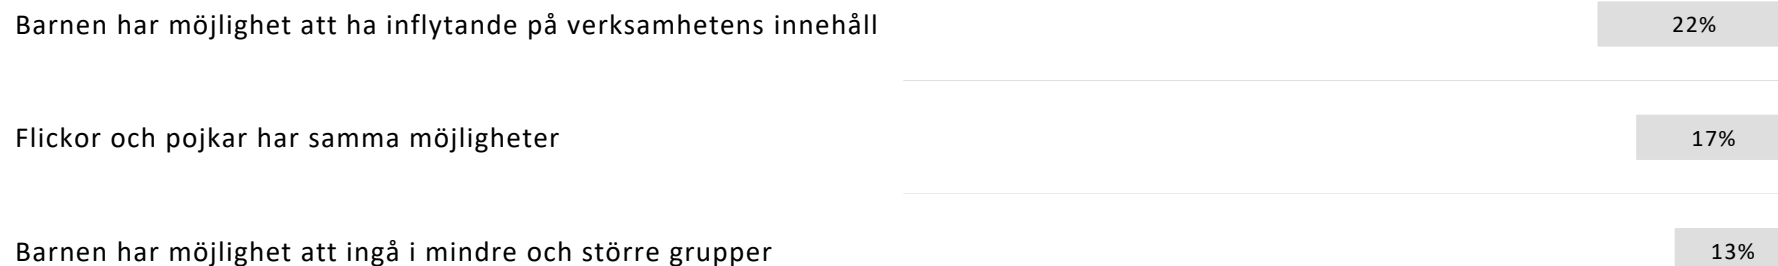 Barnen har möjlighet att ha inflytande på verksamhetens innehåll 22%
Flickor och pojkar har samma möjligheter 17%
Barnen har möjlighet att ingå i mindre och större grupper 13%